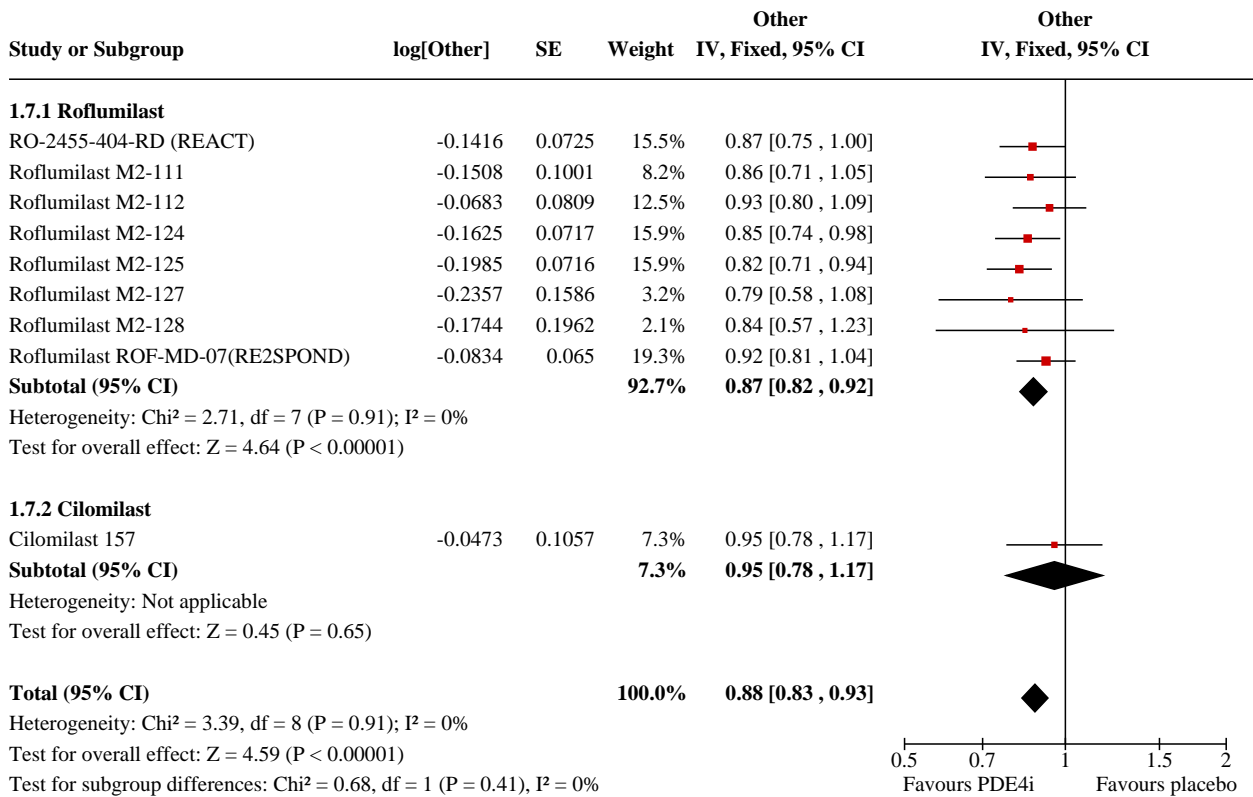 Other Other
Study or Subgroup log[Other] SE Weight IV, Fixed, 95% CI IV, Fixed, 95% CI
1.7.1 Roflumilast
RO-2455-404-RD (REACT) -0.1416 0.0725 15.5% 0.87 [0.75 , 1.00]
Roflumilast M2-111 -0.1508 0.1001 8.2% 0.86 [0.71 , 1.05]
Roflumilast M2-112 -0.0683 0.0809 12.5% 0.93 [0.80 , 1.09]
Roflumilast M2-124 -0.1625 0.0717 15.9% 0.85 [0.74 , 0.98]
Roflumilast M2-125 -0.1985 0.0716 15.9% 0.82 [0.71 , 0.94]
Roflumilast M2-127 -0.2357 0.1586 3.2% 0.79 [0.58 , 1.08]
Roflumilast M2-128 -0.1744 0.1962 2.1% 0.84 [0.57 , 1.23]
Roflumilast ROF-MD-07(RE2SPOND) -0.0834 0.065 19.3% 0.92 [0.81 , 1.04]
Subtotal (95% CI) 92.7% 0.87 [0.82 , 0.92]
Heterogeneity: Chi² = 2.71, df = 7 (P = 0.91); I² = 0%
Test for overall effect: Z = 4.64 (P < 0.00001)
1.7.2 Cilomilast
Cilomilast 157 -0.0473 0.1057 7.3% 0.95 [0.78 , 1.17]
Subtotal (95% CI) 7.3% 0.95 [0.78 , 1.17]
Heterogeneity: Not applicable
Test for overall effect: Z = 0.45 (P = 0.65)
Total (95% CI) 100.0% 0.88 [0.83 , 0.93]
Heterogeneity: Chi² = 3.39, df = 8 (P = 0.91); I² = 0%
Test for overall effect: Z = 4.59 (P < 0.00001)
0.5 0.7 1 1.5 2
Test for subgroup differences: Chi² = 0.68, df = 1 (P = 0.41), I² = 0%
Favours PDE4i Favours placebo